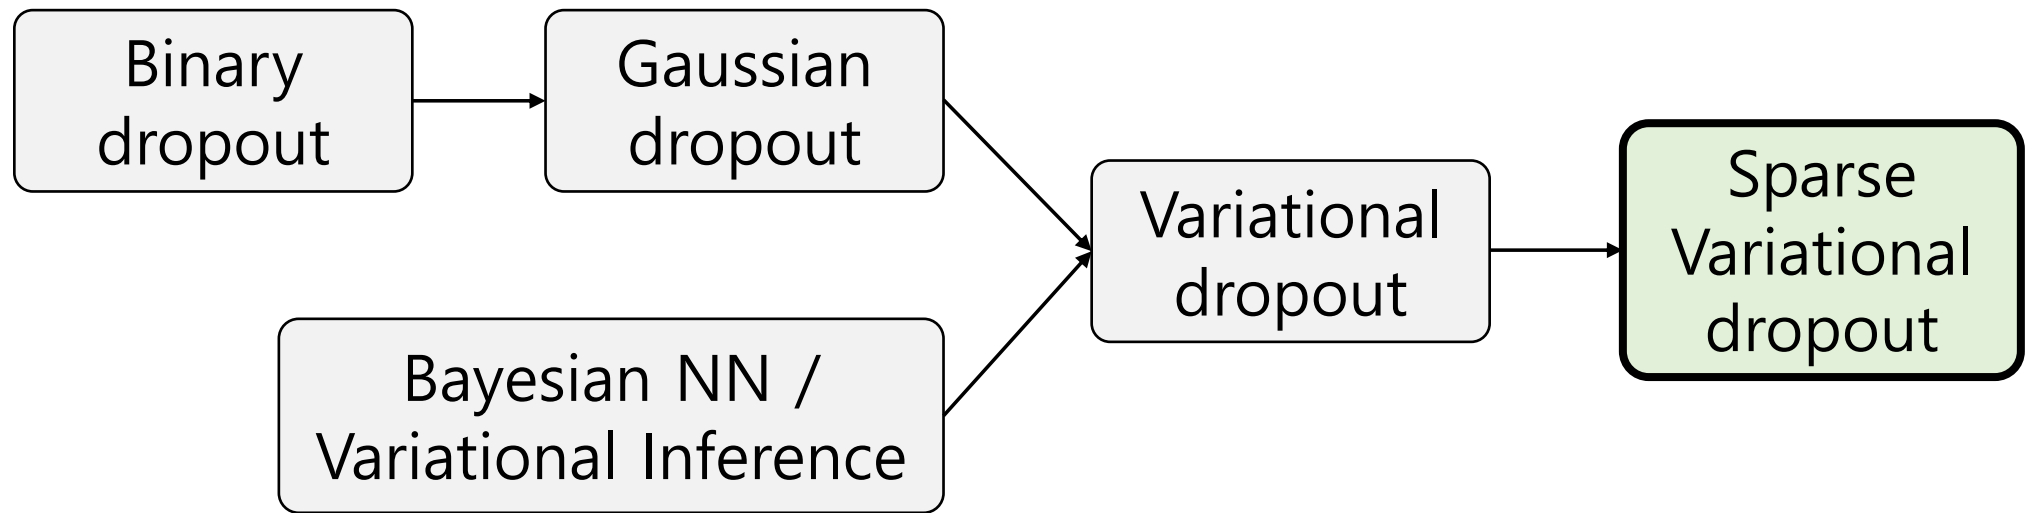 Binary
dropout
Gaussian
dropout
Bayesian NN /
Variational Inference
Variational
dropout
Sparse
Variational
dropout